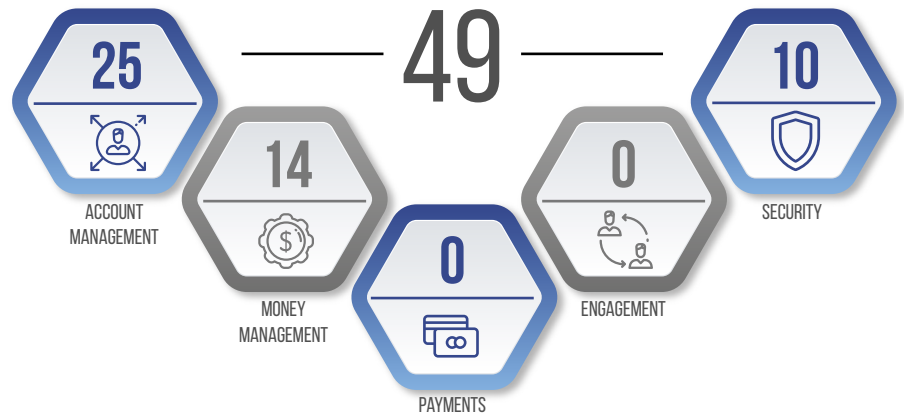 49
25
ACCOUNT
MANAGEMENT
14
$
MONEY
MANAGEMENT
0
PAYMENTS
0
ENGAGEMENT
10
SECURITY